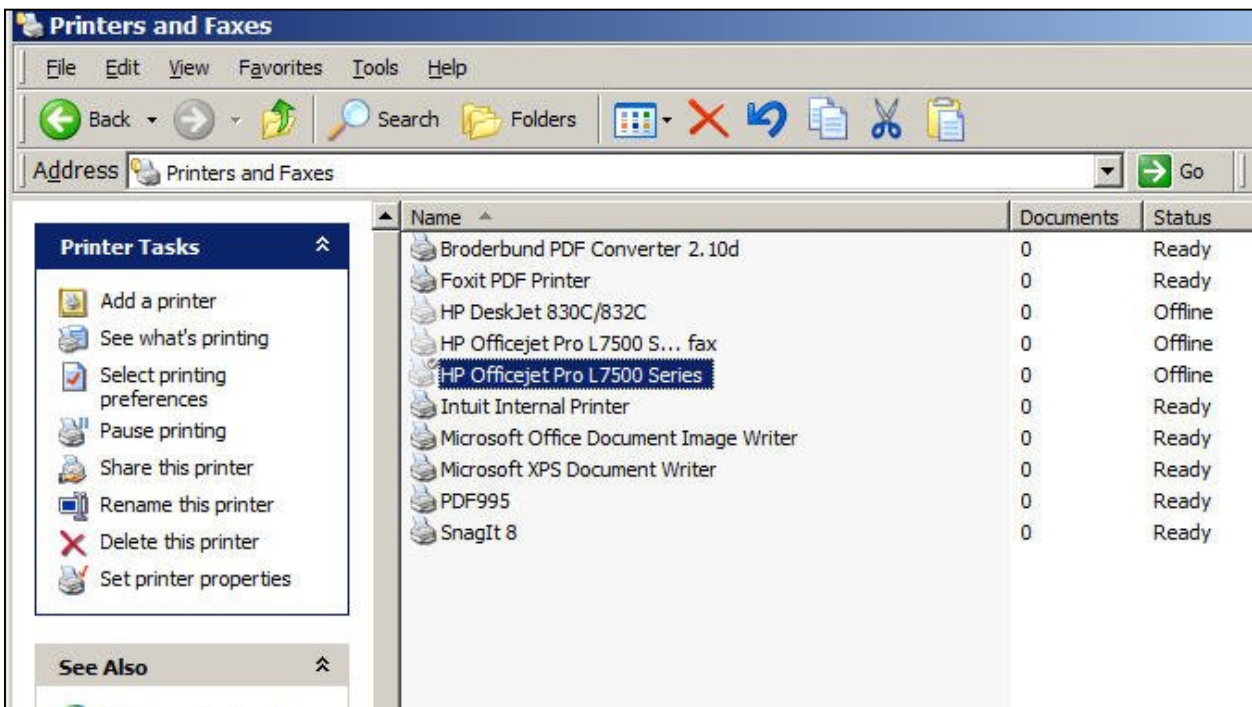 Printers and Faxes
File Edit View Favorites Tools Help
Back Search Folders
Address Printers and Faxes Go
Printer Tasks
Add a printer
See what's printing
Select printing
preferences
Pause printing
Share this printer
Rename this printer
Delete this printer
Set printer properties
See Also
Name Documents Status
Broderbund PDF Converter 2.10d 0 Ready
Foxit PDF Printer 0 Ready
HP DeskJet 830C/832C 0 Offline
HP Officejet Pro L7500 S... fax 0 Offline
HP Officejet Pro L7500 Series 0 Offline
Intuit Internal Printer 0 Ready
Microsoft Office Document Image Writer 0 Ready
Microsoft XPS Document Writer 0 Ready
PDF995 0 Ready
SnagIt 8 0 Ready